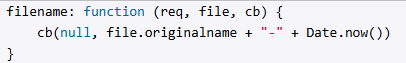 filename: function (req, file, cb) {
    cb(null, file.originalname + "-" + Date.now())
}